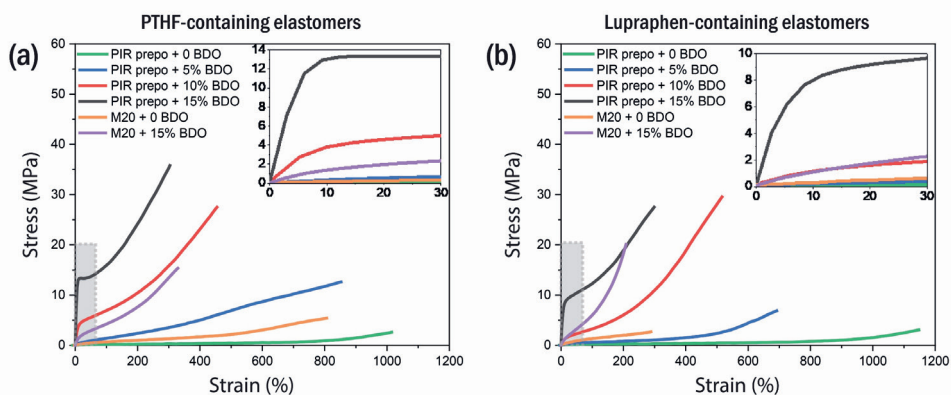 PTHF-containing elastomers
(a)
60
50
40
30
20
10
0
Stress (MPa)
PIR prepo + 0 BDO
PIR prepo + 5% BDO
PIR prepo + 10% BDO
PIR prepo + 15% BDO
M20 + 0 BDO
M20 + 15% BDO
14
12
10
8
6
4
2
0
0 10 20 30
0 200 400 600 800 1000 1200
Strain (%)
Lupraphen-containing elastomers
(b)
60
50
40
30
20
10
0
Stress (MPa)
PIR prepo + 0 BDO
PIR prepo + 5% BDO
PIR prepo + 10% BDO
PIR prepo + 15% BDO
M20 + 0 BDO
M20 + 15% BDO
10
8
6
4
2
0
0 10 20 30
0 200 400 600 800 1000 1200
Strain (%)